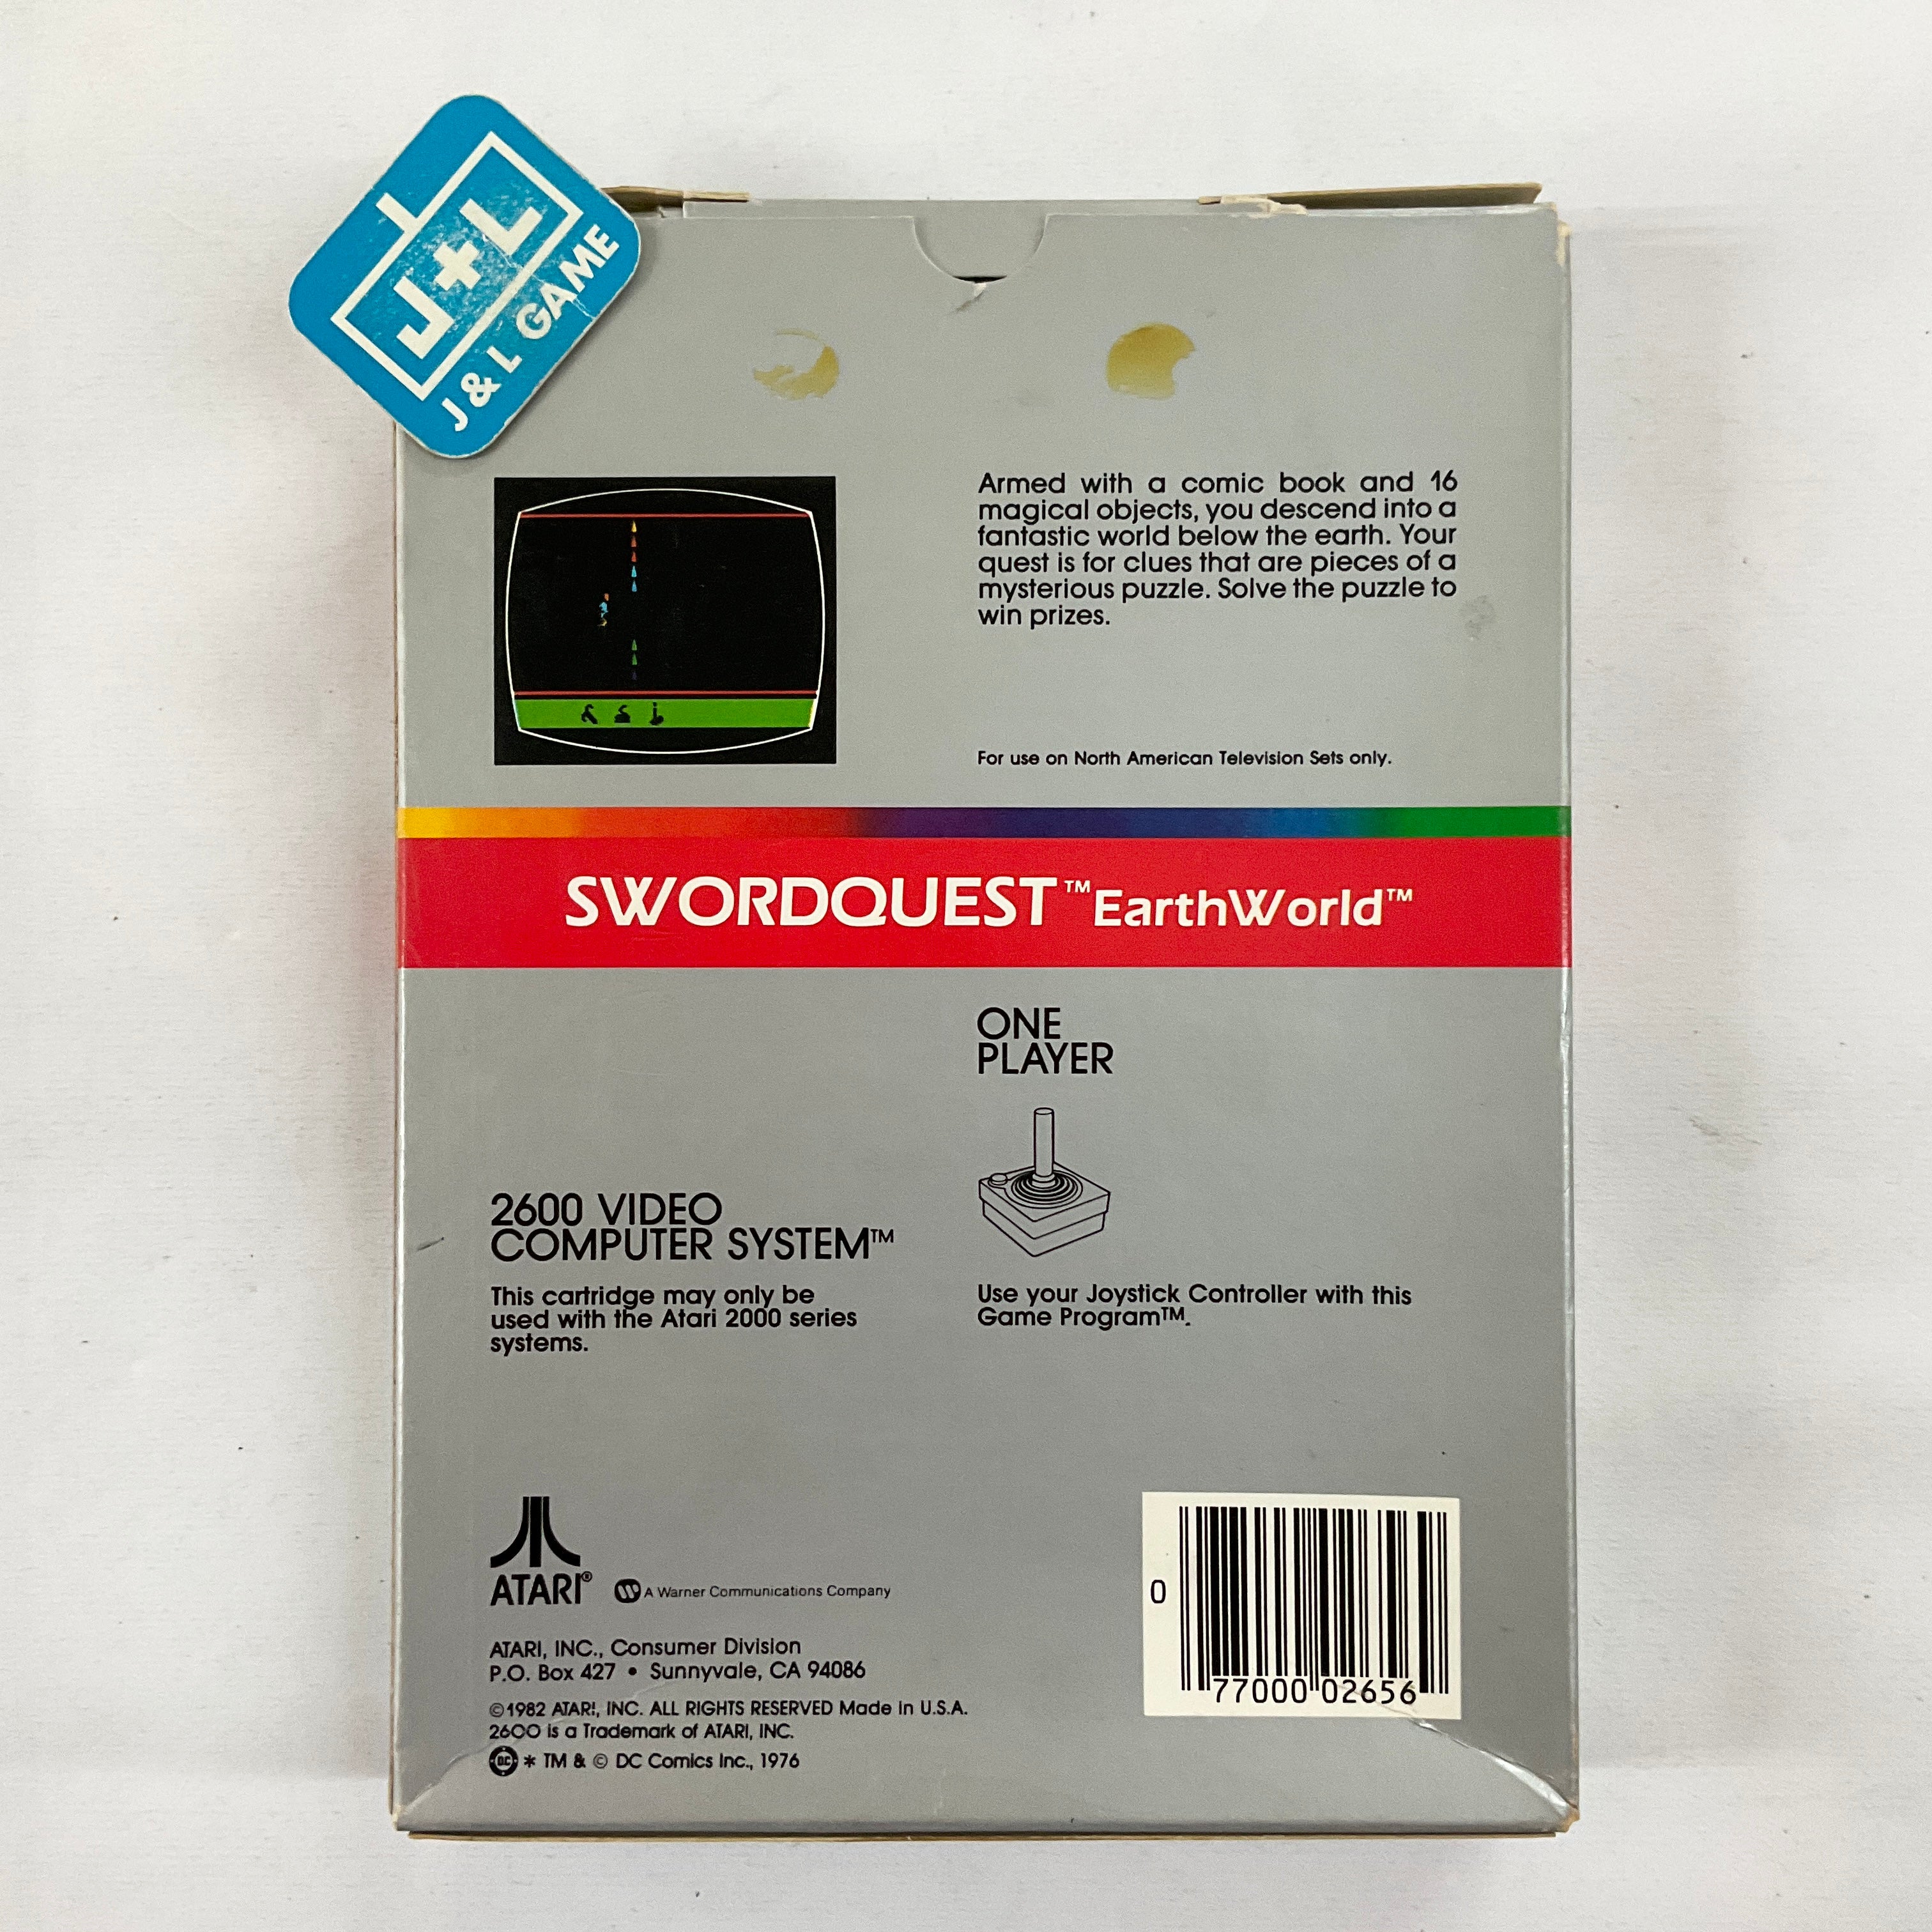 J+L
J & L GAME
Armed with a comic book and 16
magical objects, you descend into a
fantastic world below the earth. Your
quest is for clues that are pieces of a
mysterious puzzle. Solve the puzzle to
win prizes.
For use on North American Television Sets only.
SWORDQUEST™ EarthWorld™
ONE
PLAYER
2600 VIDEO
COMPUTER SYSTEM™
This cartridge may only be
used with the Atari 2000 series
systems.
Use your Joystick Controller with this
Game Program™.
ATARI®
W A Warner Communications Company
ATARI, INC., Consumer Division
P.O. Box 427 • Sunnyvale, CA 94086
©1982 ATARI, INC. ALL RIGHTS RESERVED Made in U.S.A.
2600 is a Trademark of ATARI, INC.
DC * TM & © DC Comics Inc., 1976
0 77000 02656